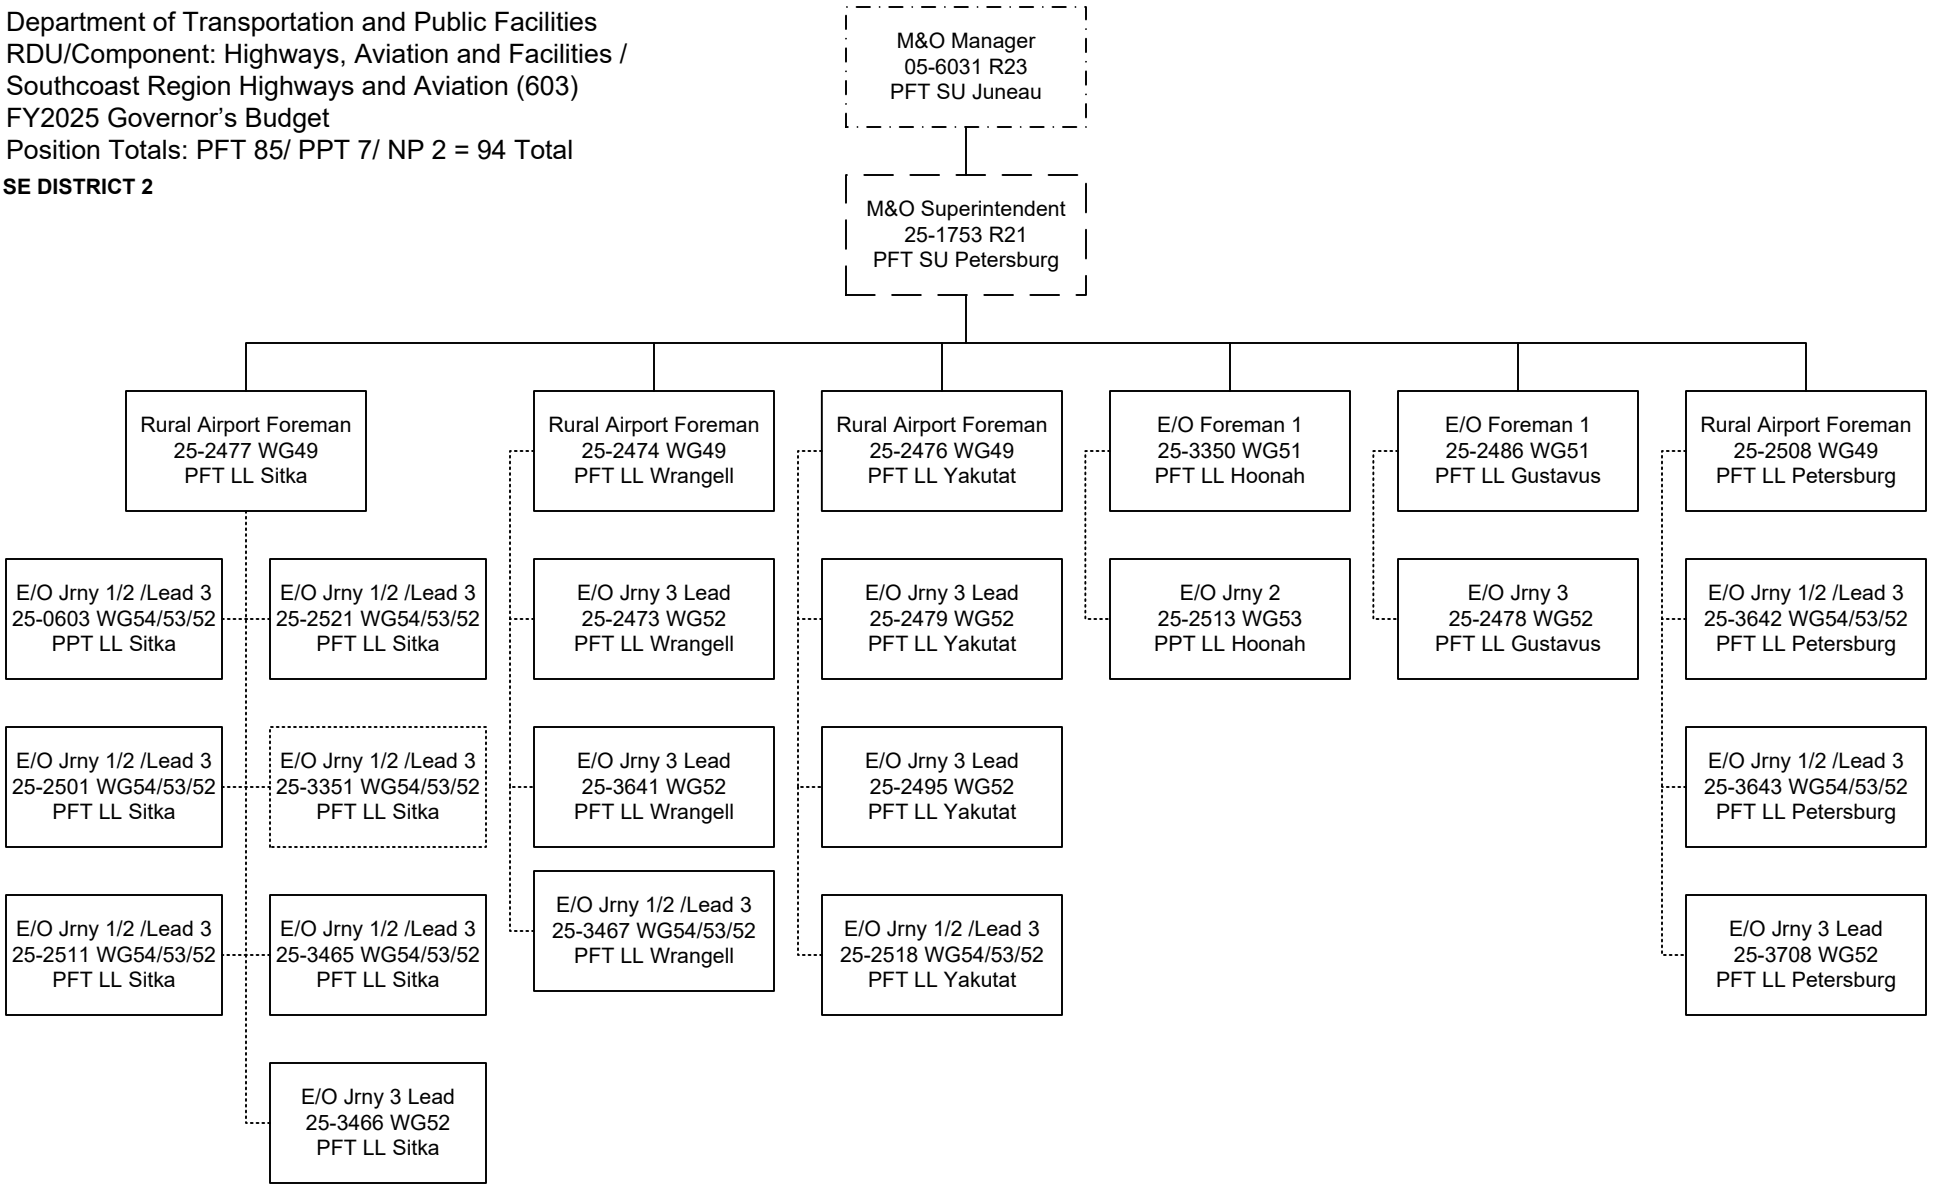 Department of Transportation and Public Facilities
RDU/Component: Highways, Aviation and Facilities /
Southcoast Region Highways and Aviation (603)
FY2025 Governor’s Budget
Position Totals: PFT 85/ PPT 7/ NP 2 = 94 Total
SE DISTRICT 2
M&O Manager
05-6031 R23
PFT SU Juneau
M&O Superintendent
25-1753 R21
PFT SU Petersburg
Rural Airport Foreman
25-2477 WG49
PFT LL Sitka
Rural Airport Foreman
25-2474 WG49
PFT LL Wrangell
Rural Airport Foreman
25-2476 WG49
PFT LL Yakutat
E/O Foreman 1
25-3350 WG51
PFT LL Hoonah
E/O Foreman 1
25-2486 WG51
PFT LL Gustavus
Rural Airport Foreman
25-2508 WG49
PFT LL Petersburg
E/O Jrny 1/2 /Lead 3
25-0603 WG54/53/52
PPT LL Sitka
E/O Jrny 1/2 /Lead 3
25-2521 WG54/53/52
PFT LL Sitka
E/O Jrny 3 Lead
25-2473 WG52
PFT LL Wrangell
E/O Jrny 3 Lead
25-2479 WG52
PFT LL Yakutat
E/O Jrny 2
25-2513 WG53
PPT LL Hoonah
E/O Jrny 3
25-2478 WG52
PFT LL Gustavus
E/O Jrny 1/2 /Lead 3
25-3642 WG54/53/52
PFT LL Petersburg
E/O Jrny 1/2 /Lead 3
25-2501 WG54/53/52
PFT LL Sitka
E/O Jrny 1/2 /Lead 3
25-3351 WG54/53/52
PFT LL Sitka
E/O Jrny 3 Lead
25-3641 WG52
PFT LL Wrangell
E/O Jrny 3 Lead
25-2495 WG52
PFT LL Yakutat
E/O Jrny 1/2 /Lead 3
25-3643 WG54/53/52
PFT LL Petersburg
E/O Jrny 1/2 /Lead 3
25-2511 WG54/53/52
PFT LL Sitka
E/O Jrny 1/2 /Lead 3
25-3465 WG54/53/52
PFT LL Sitka
E/O Jrny 1/2 /Lead 3
25-3467 WG54/53/52
PFT LL Wrangell
E/O Jrny 1/2 /Lead 3
25-2518 WG54/53/52
PFT LL Yakutat
E/O Jrny 3 Lead
25-3708 WG52
PFT LL Petersburg
E/O Jrny 3 Lead
25-3466 WG52
PFT LL Sitka